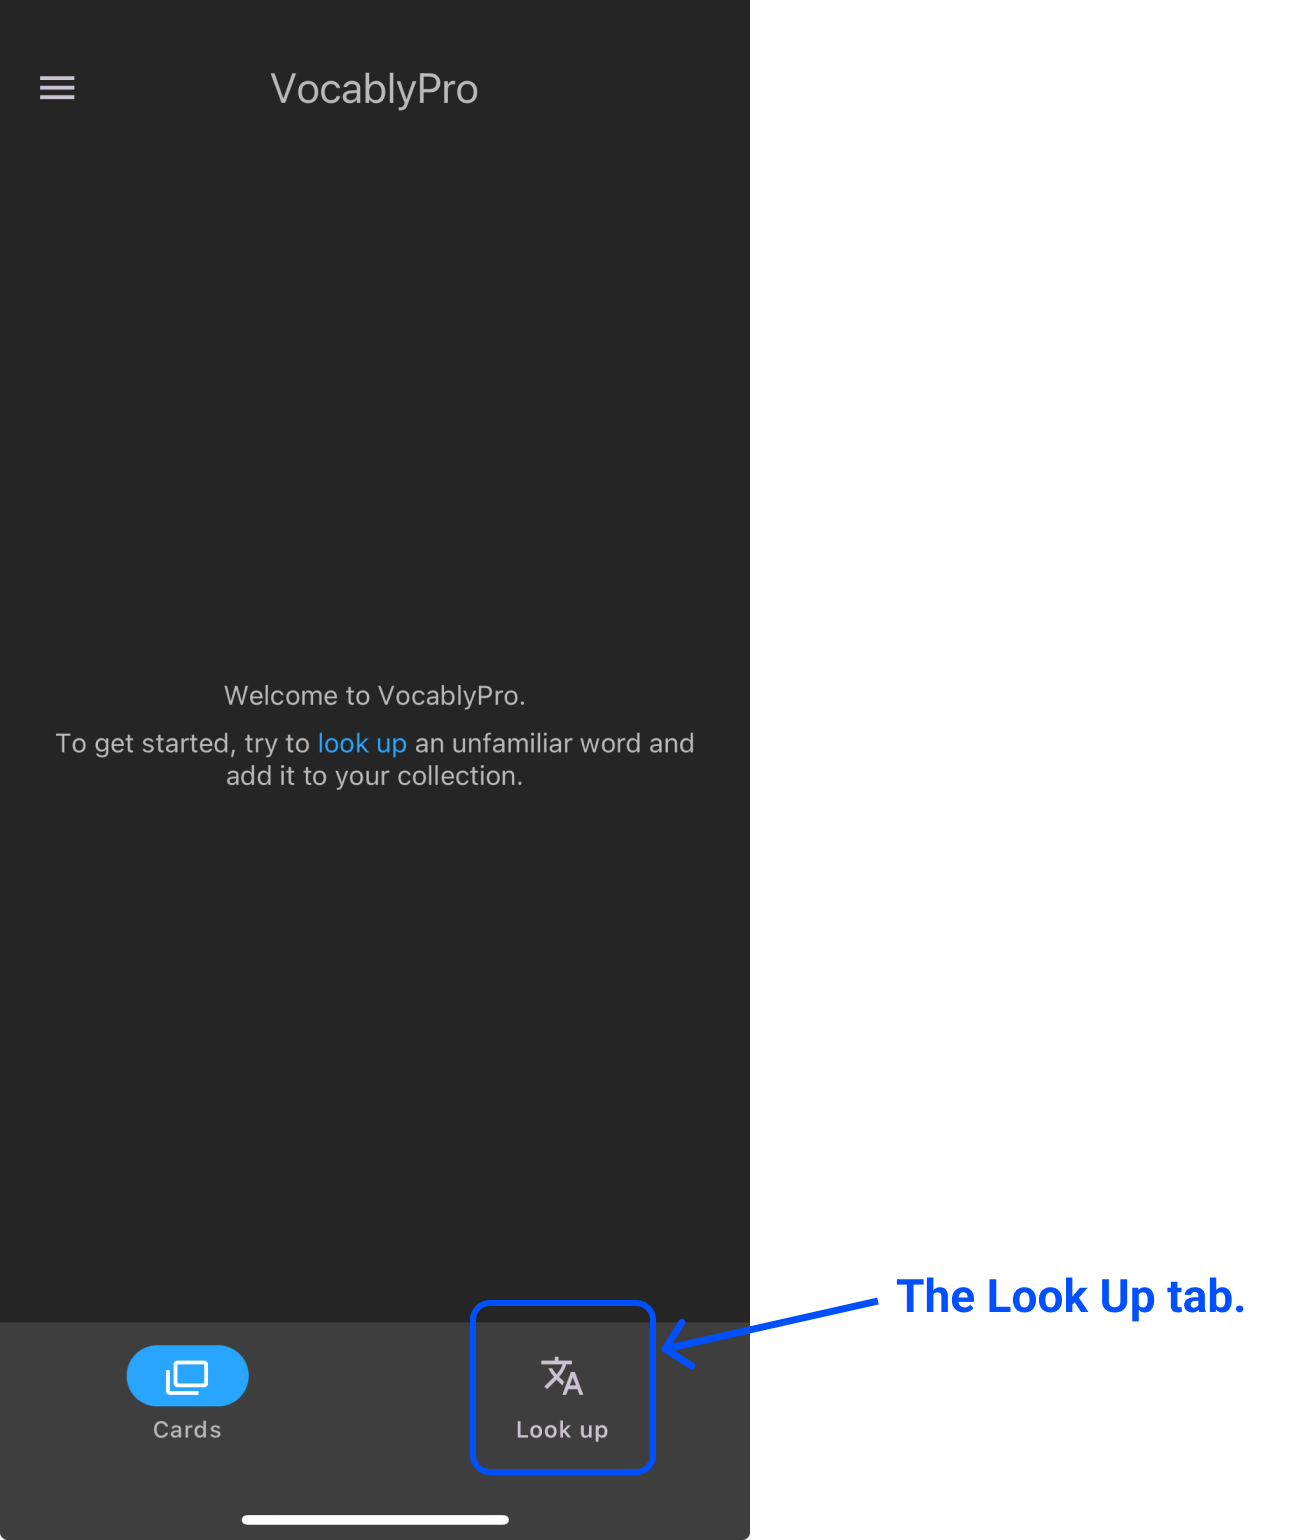 VocablyPro
Welcome to VocablyPro.
To get started, try to look up an unfamiliar word and
add it to your collection.
The Look Up tab.
Cards
Look up